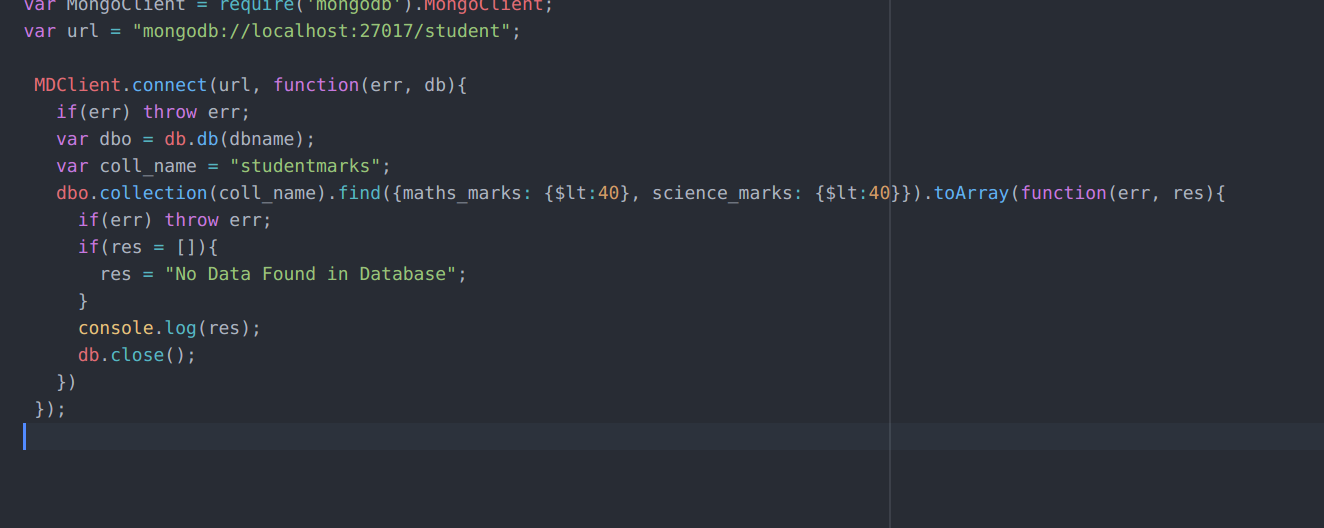 var MongoClient = require('mongodb').MongoClient;
var url = "mongodb://localhost:27017/student";
MDClient.connect(url, function(err, db){
if(err) throw err;
var dbo = db.db(dbname);
var coll_name = "studentmarks";
dbo.collection(coll_name).find({maths_marks: {$lt:40}, science_marks: {$lt:40}}).toArray(function(err, res){
if(err) throw err;
if(res = []){
res = "No Data Found in Database";
}
console.log(res);
db.close();
})
});